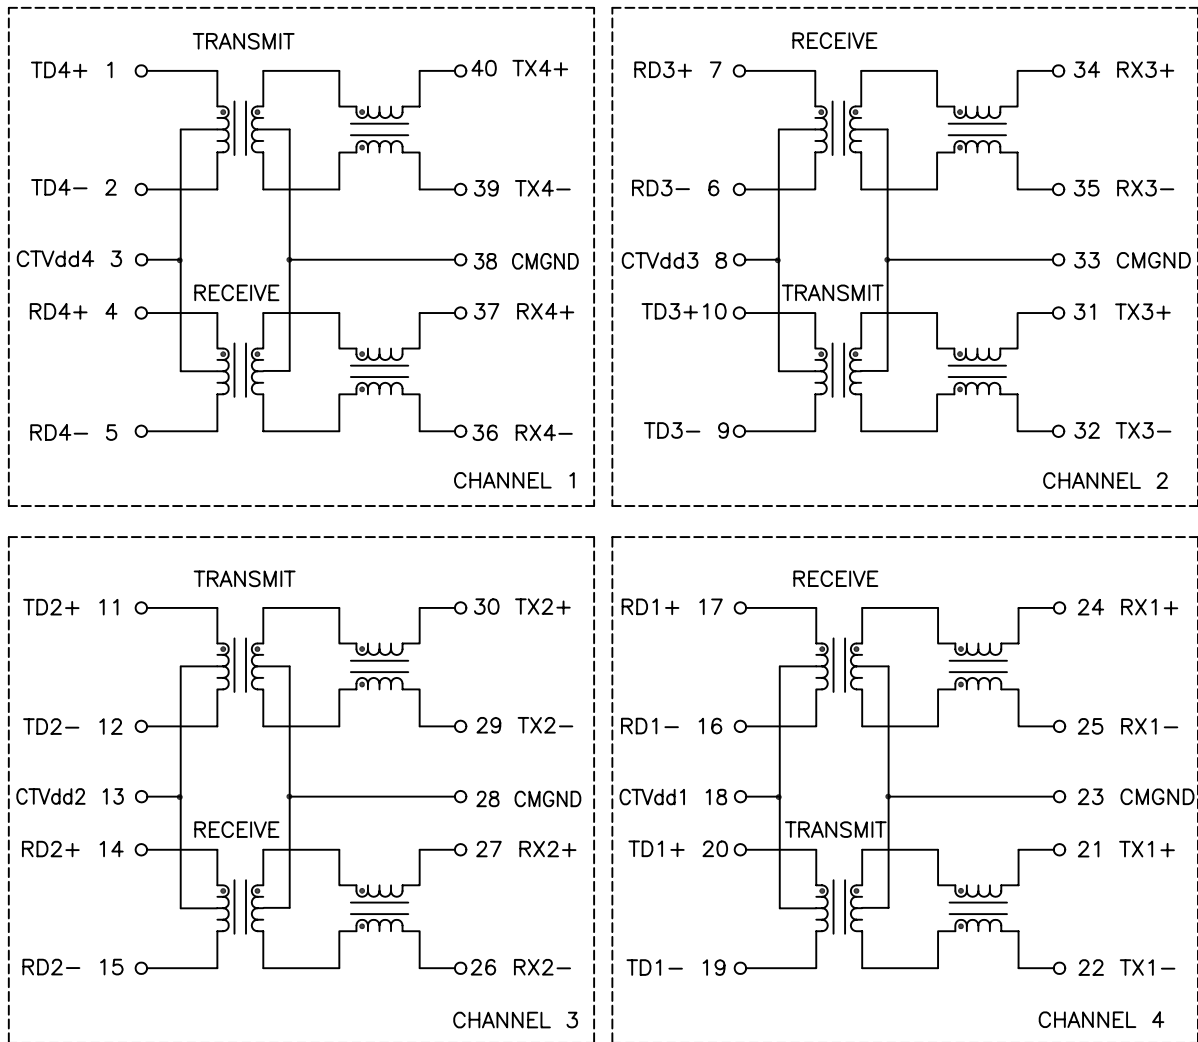 TRANSMIT
TD4+ 1
40 TX4+
TD4- 2
39 TX4-
CTVdd4 3
38 CMGND
RECEIVE
RD4+ 4
37 RX4+
RD4- 5
36 RX4-
CHANNEL 1
RECEIVE
RD3+ 7
34 RX3+
RD3- 6
35 RX3-
CTVdd3 8
33 CMGND
TRANSMIT
TD3+10
31 TX3+
TD3- 9
32 TX3-
CHANNEL 2
TRANSMIT
TD2+ 11
30 TX2+
TD2- 12
29 TX2-
CTVdd2 13
28 CMGND
RECEIVE
RD2+ 14
27 RX2+
RD2- 15
26 RX2-
CHANNEL 3
RECEIVE
RD1+ 17
24 RX1+
RD1- 16
25 RX1-
CTVdd1 18
23 CMGND
TRANSMIT
TD1+ 20
21 TX1+
TD1- 19
22 TX1-
CHANNEL 4